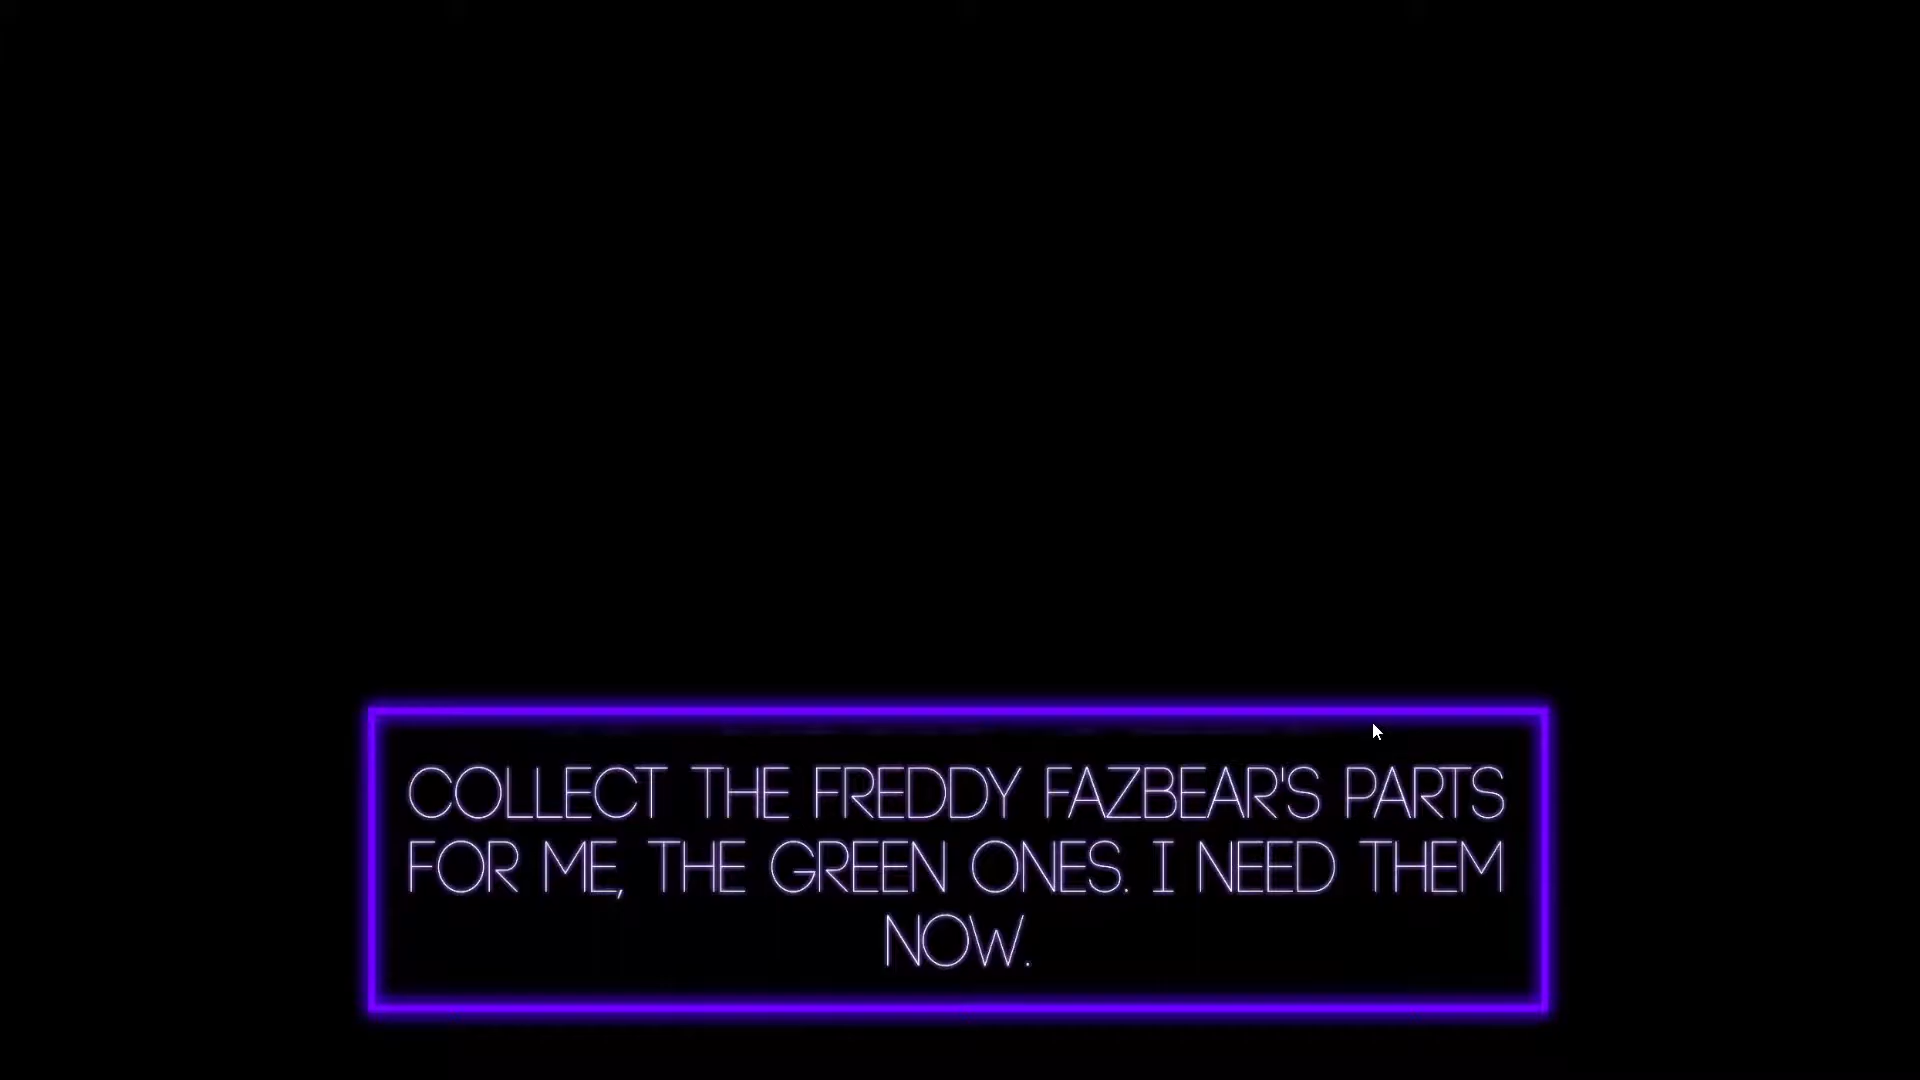 COLLECT THE FREDDY FAZBEAR'S PARTS
FOR ME, THE GREEN ONES. I NEED THEM
NOW.